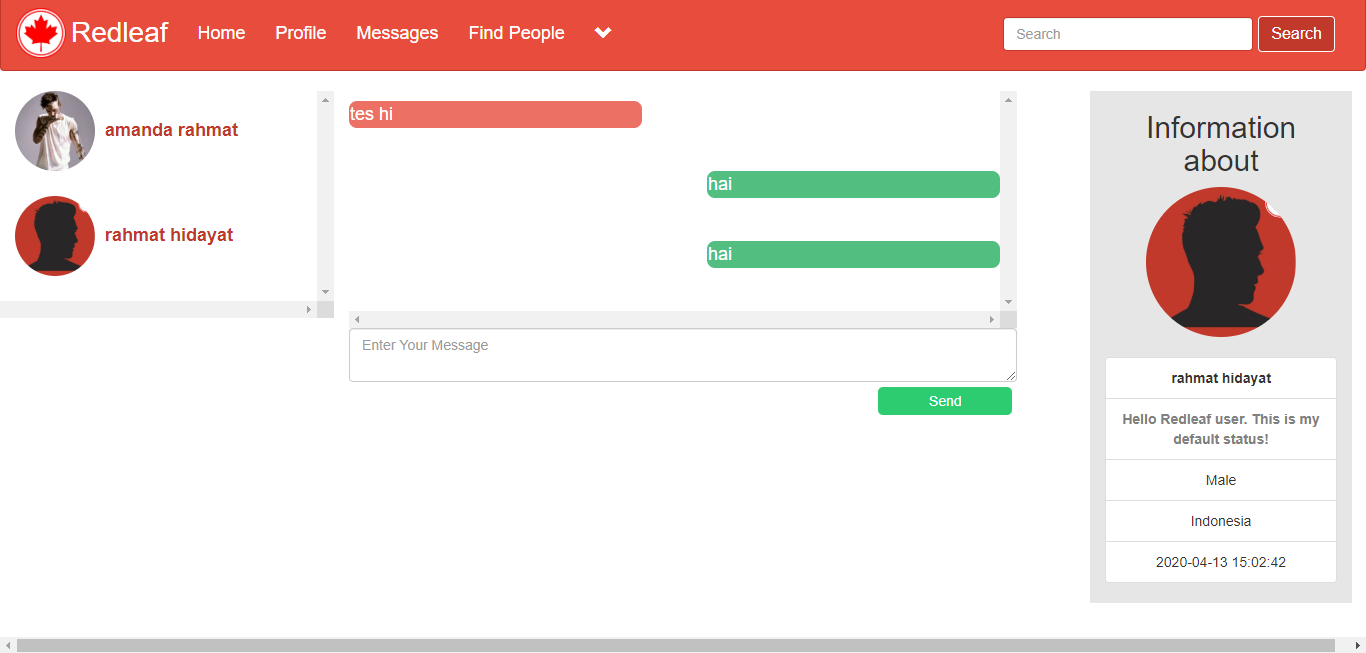 Redleaf Home Profile Messages Find People Search Search
amanda rahmat
rahmat hidayat
tes hi
hai
hai
Enter Your Message
Send
Information
about
rahmat hidayat
Hello Redleaf user. This is my
default status!
Male
Indonesia
2020-04-13 15:02:42